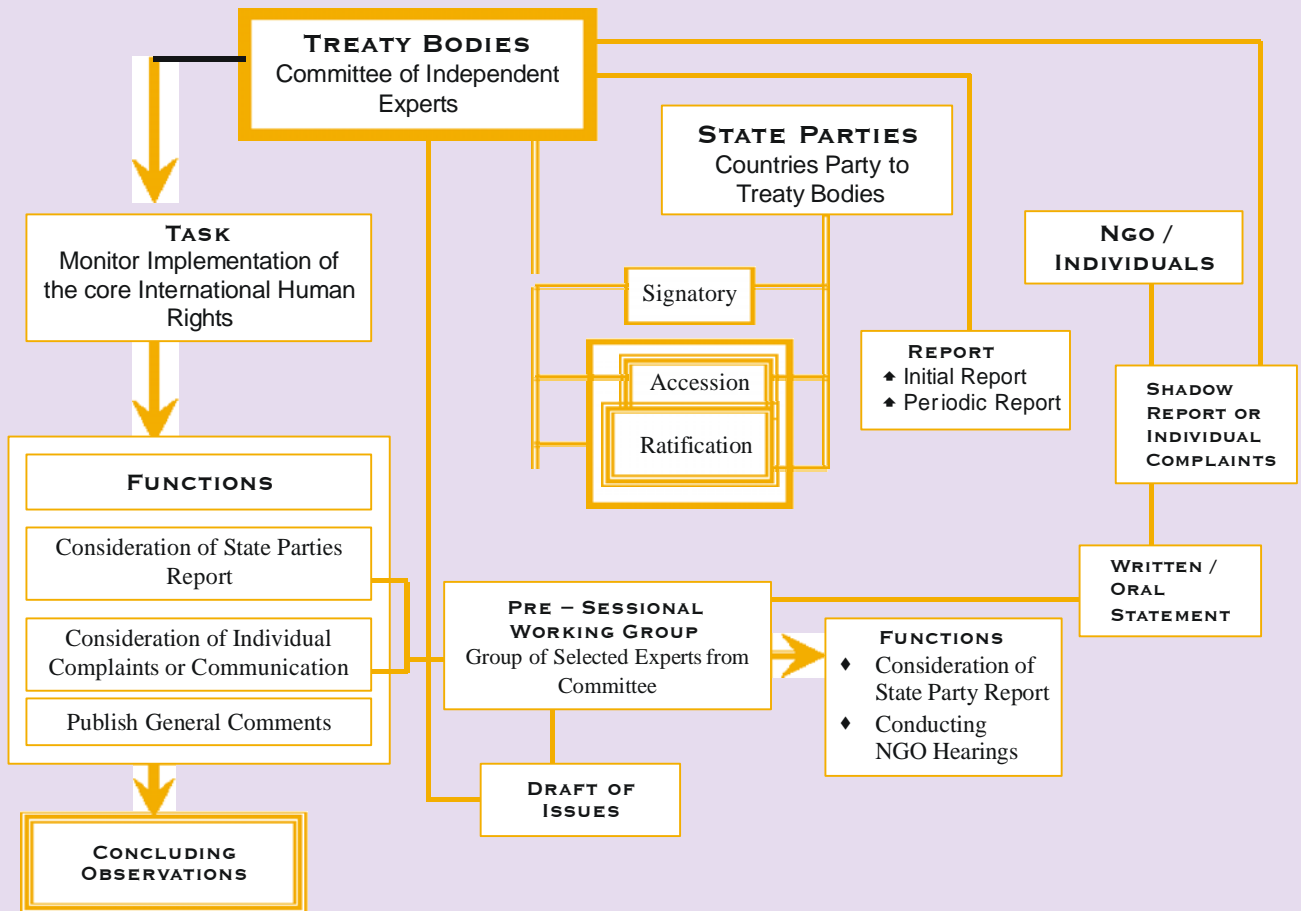 TREATY BODIES
Committee of Independent
Experts
STATE PARTIES
Countries Party to
Treaty Bodies
TASK
Monitor Implementation of
the core International Human
Rights
NGO /
INDIVIDUALS
Signatory
Accession
Ratification
REPORT
Initial Report
Periodic Report
SHADOW
REPORT OR
INDIVIDUAL
COMPLAINTS
FUNCTIONS
Consideration of State Parties
Report
Consideration of Individual
Complaints or Communication
Publish General Comments
PRE – SESSIONAL
WORKING GROUP
Group of Selected Experts from
Committee
WRITTEN /
ORAL
STATEMENT
FUNCTIONS
♦ Consideration of
State Party Report
♦ Conducting
NGO Hearings
DRAFT OF
ISSUES
CONCLUDING
OBSERVATIONS